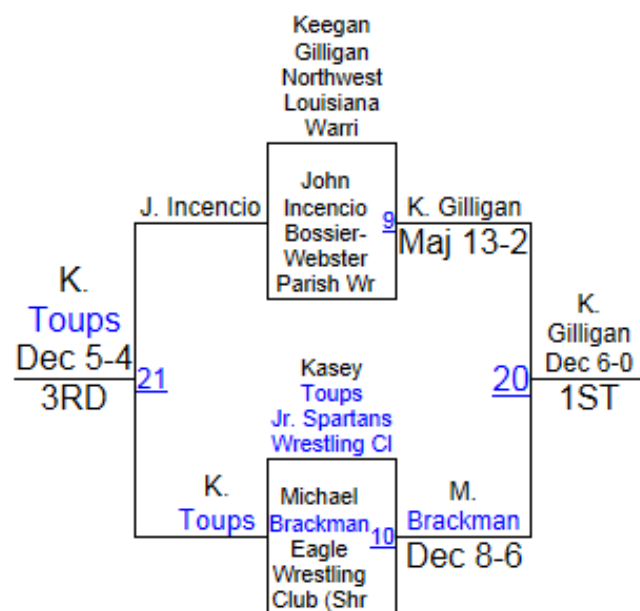 Keegan
Gilligan
Northwest
Louisiana
Warri
John
Incencio
Bossier-
Webster
Parish Wr
J. Incencio
9
K. Gilligan
Maj 13-2
K.
Toups
Dec 5-4
3RD
21
20
K.
Gilligan
Dec 6-0
1ST
Kasey
Toups
Jr. Spartans
Wrestling Cl
Michael
Brackman
Eagle
Wrestling
Club (Shr
K.
Toups
10
M.
Brackman
Dec 8-6